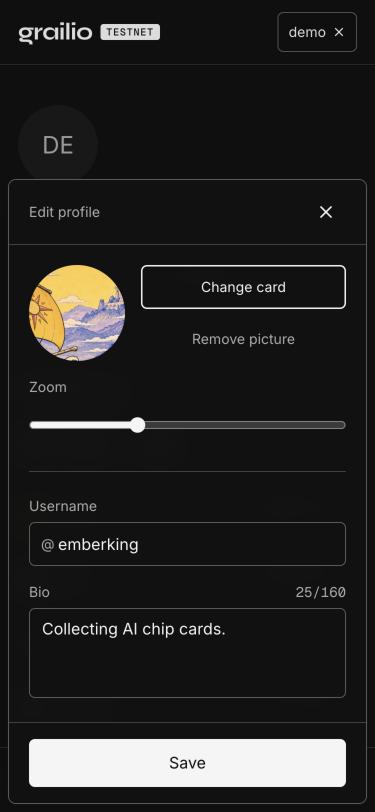 grailio TESTNET demo ×
DE
Edit profile
Change card
Remove picture
Zoom
Username
@ emberking
Bio 25/160
Collecting AI chip cards.
Save